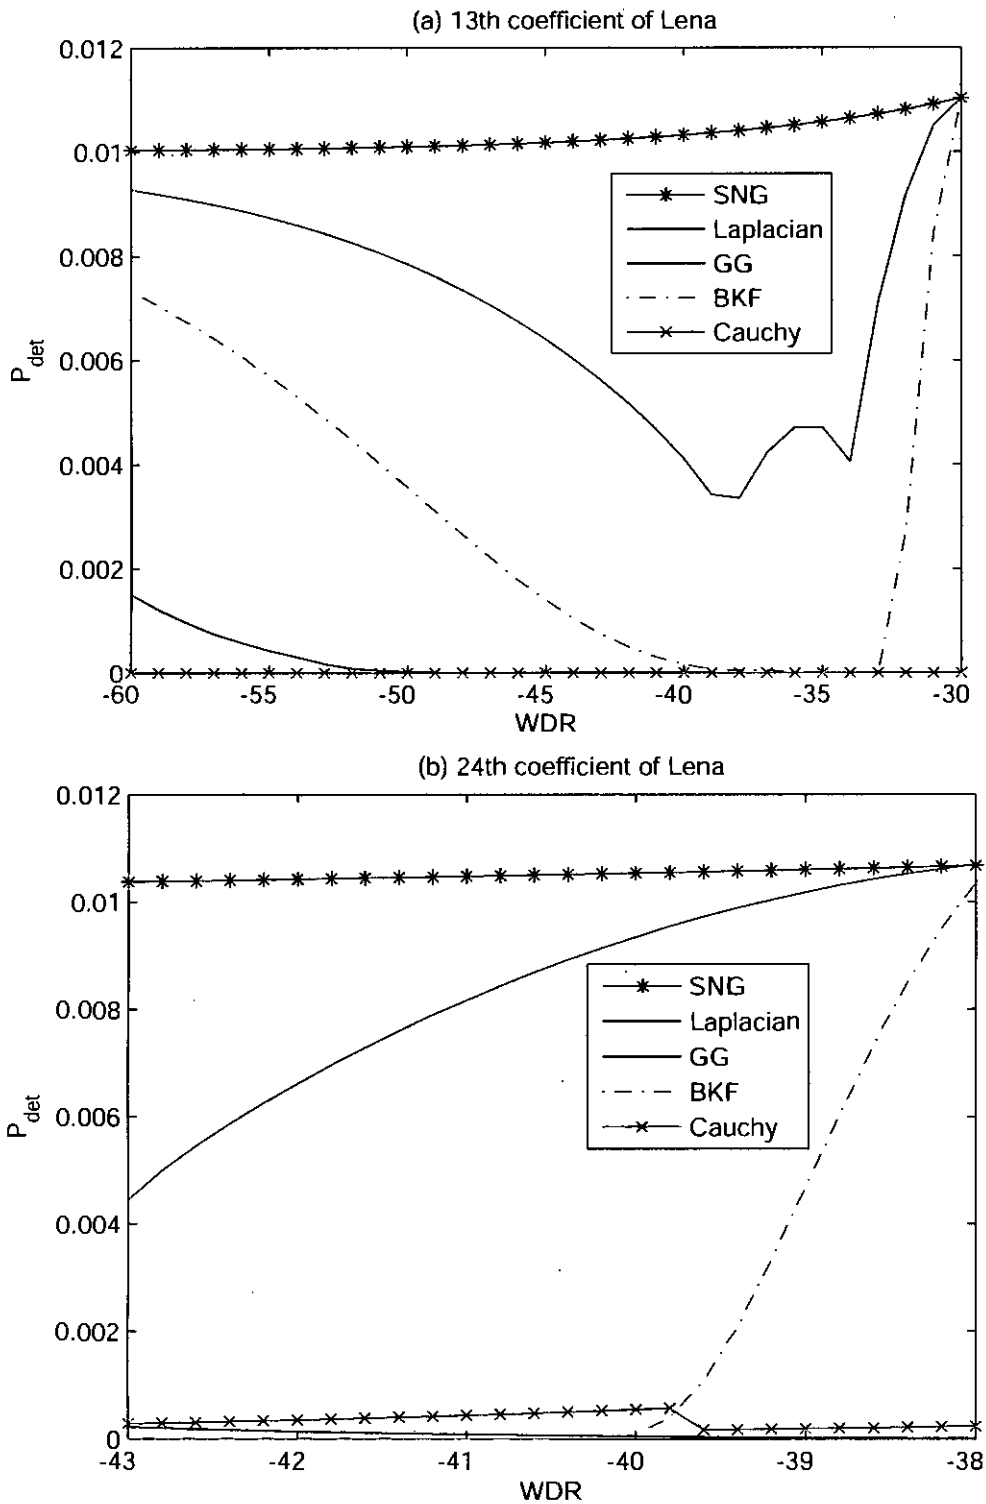 (a) 13th coefficient of Lena
0.012
0.01
0.008
0.006
0.004
0.002
0
P_det
SNG
Laplacian
GG
BKF
Cauchy
-60 -55 -50 -45 -40 -35 -30
WDR
(b) 24th coefficient of Lena
0.012
0.01
0.008
0.006
0.004
0.002
0
P_det
SNG
Laplacian
GG
BKF
Cauchy
-43 -42 -41 -40 -39 -38
WDR